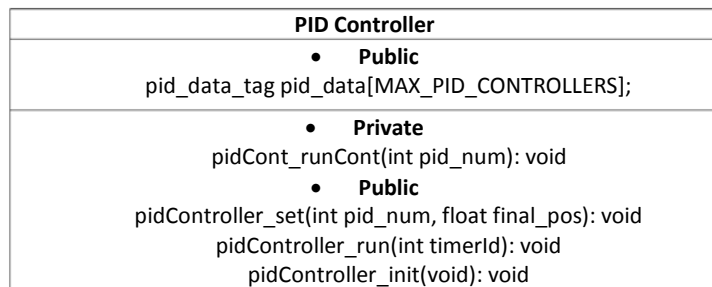 PID Controller
• Public
pid_data_tag pid_data[MAX_PID_CONTROLLERS];
• Private
pidCont_runCont(int pid_num): void
• Public
pidController_set(int pid_num, float final_pos): void
pidController_run(int timerId): void
pidController_init(void): void